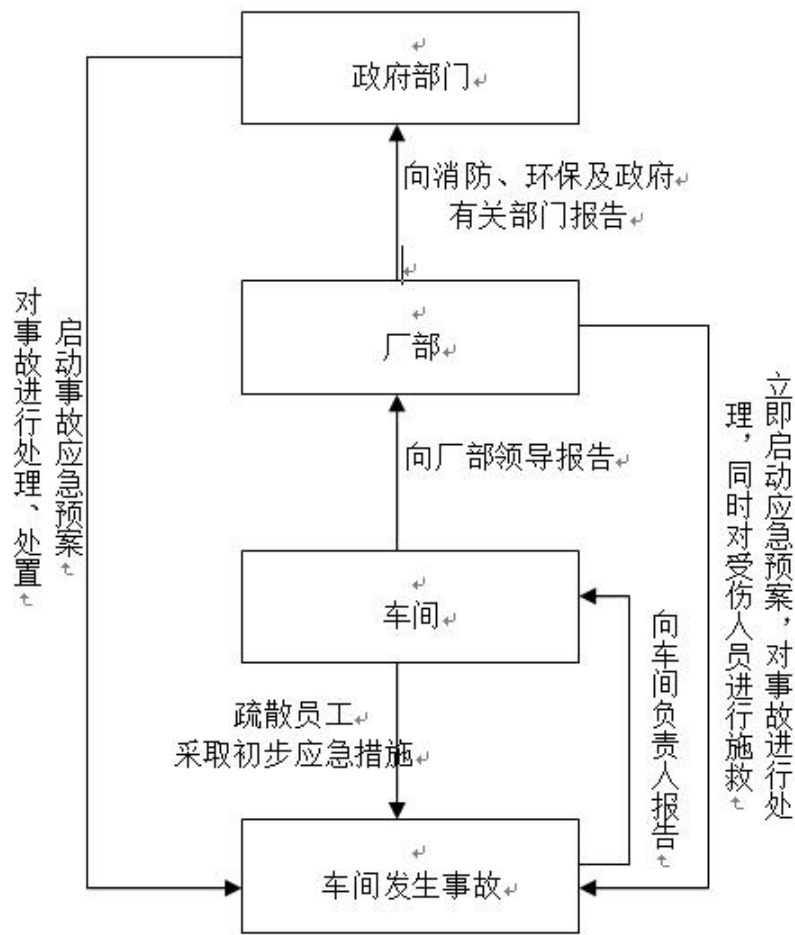 政府部门
向消防、环保及政府
有关部门报告
厂部
启动事故应急预案
对事故进行处理、处置
立即启动应急预案，对事故进行处
理，同时对受伤人员进行施救
向厂部领导报告
车间
向车间负责人报告
疏散员工
采取初步应急措施
车间发生事故